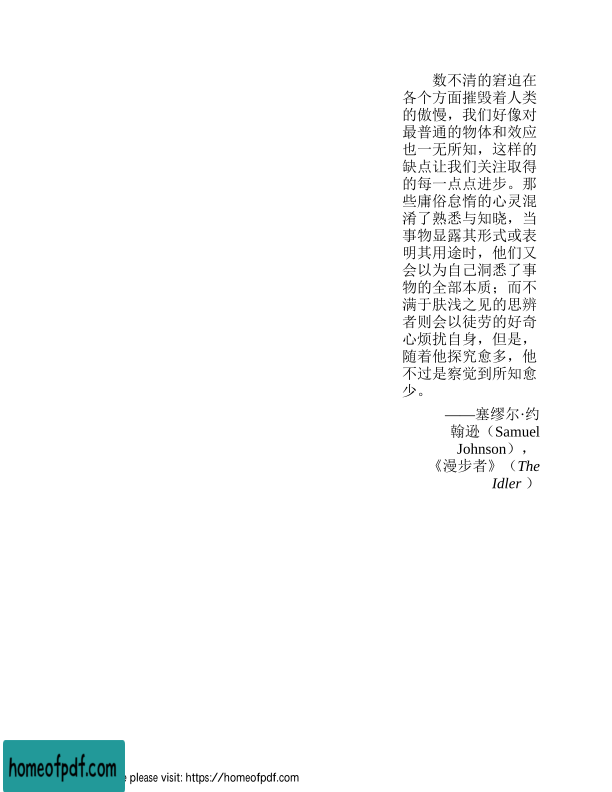 数不清的窘迫在
各个方面摧毁着人类
的傲慢，我们好像对
最普通的物体和效应
也一无所知，这样的
缺点让我们关注取得
的每一点点进步。那
些庸俗怠惰的心灵混
淆了熟悉与知晓，当
事物显露其形式或表
明其用途时，他们又
会以为自己洞悉了事
物的全部本质；而不
满于肤浅之见的思辨
者则会以徒劳的好奇
心烦扰自身，但是，
随着他探究愈多，他
不过是察觉到所知愈
少。
——塞缪尔·约
翰逊（Samuel
Johnson），
《漫步者》（The
Idler ）
homeofpdf.com
please visit: https://homeofpdf.com